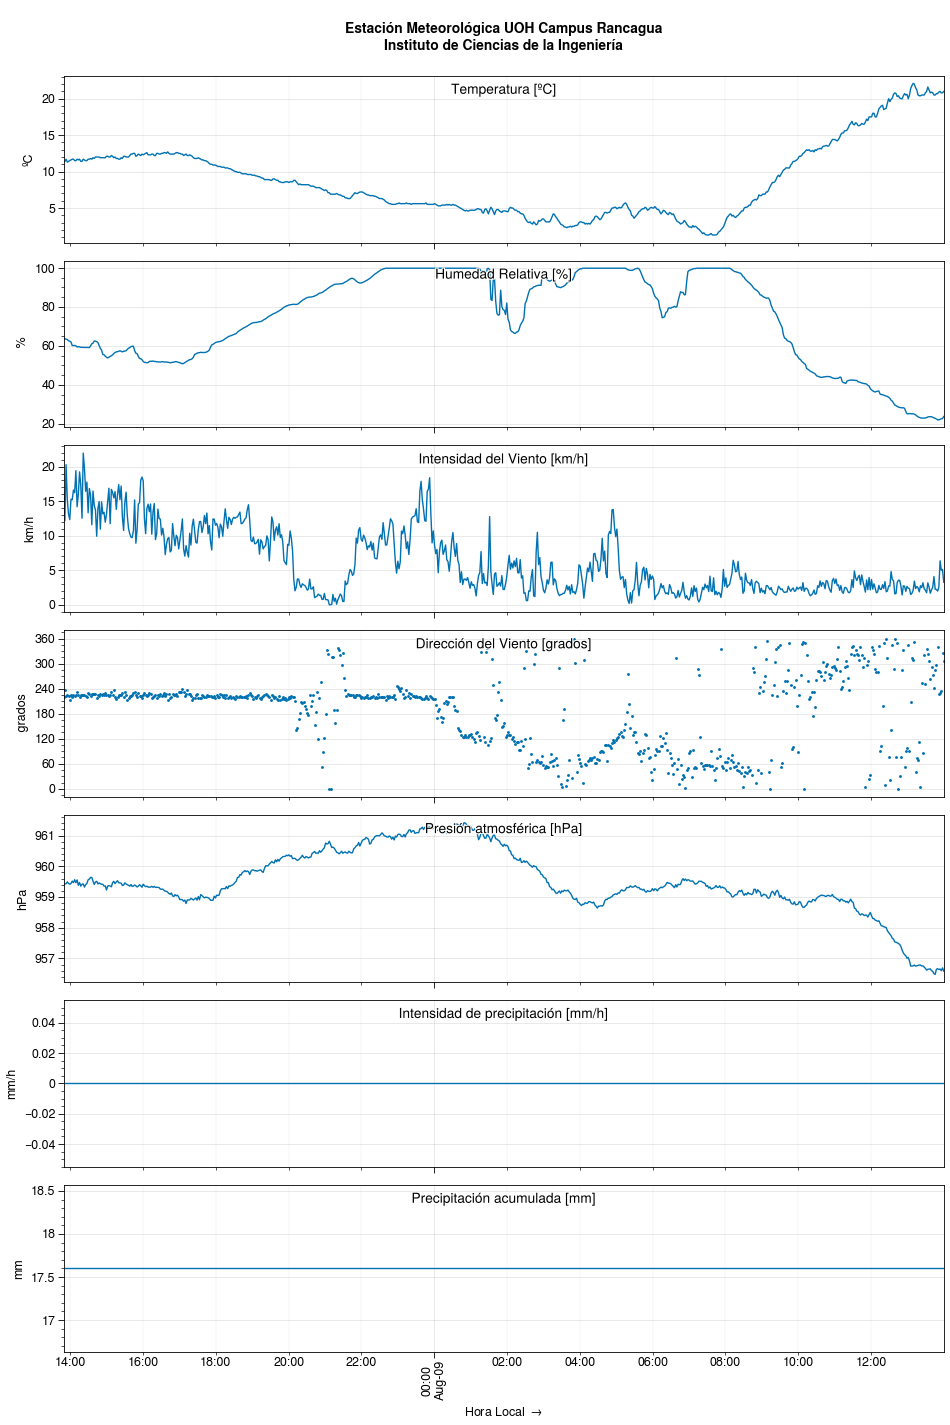 Estación Meteorológica UOH Campus Rancagua
Instituto de Ciencias de la Ingeniería
Temperatura [ºC]
20
15
10
5
ºC
Humedad Relativa [%]
100
80
60
40
20
%
Intensidad del Viento [km/h]
20
15
10
5
0
km/h
Dirección del Viento [grados]
360
300
240
180
120
60
0
grados
Presión atmosférica [hPa]
961
960
959
958
957
hPa
Intensidad de precipitación [mm/h]
0.04
0.02
0
−0.02
−0.04
mm/h
Precipitación acumulada [mm]
18.5
18
17.5
17
mm
14:00 16:00 18:00 20:00 22:00 00:00 02:00 04:00 06:00 08:00 10:00 12:00
Aug-09
Hora Local →